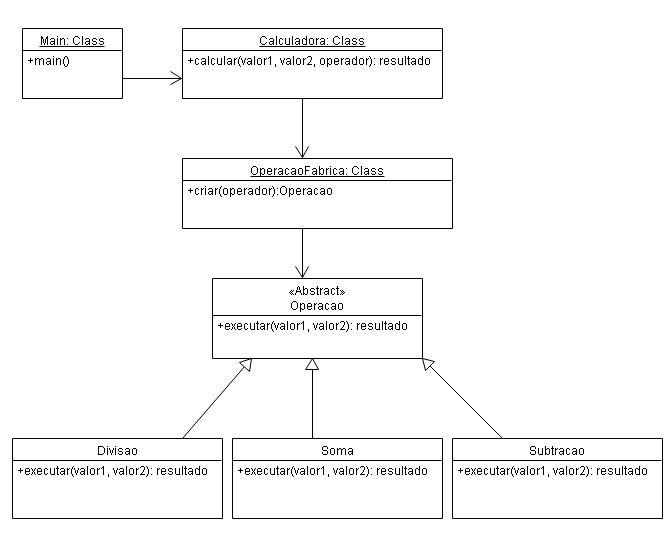 Main: Class
+main()
Calculadora: Class
+calcular(valor1, valor2, operador): resultado
OperacaoFabrica: Class
+criar(operador):Operacao
«Abstract»
Operacao
+executar(valor1, valor2): resultado
Divisao
+executar(valor1, valor2): resultado
Soma
+executar(valor1, valor2): resultado
Subtracao
+executar(valor1, valor2): resultado